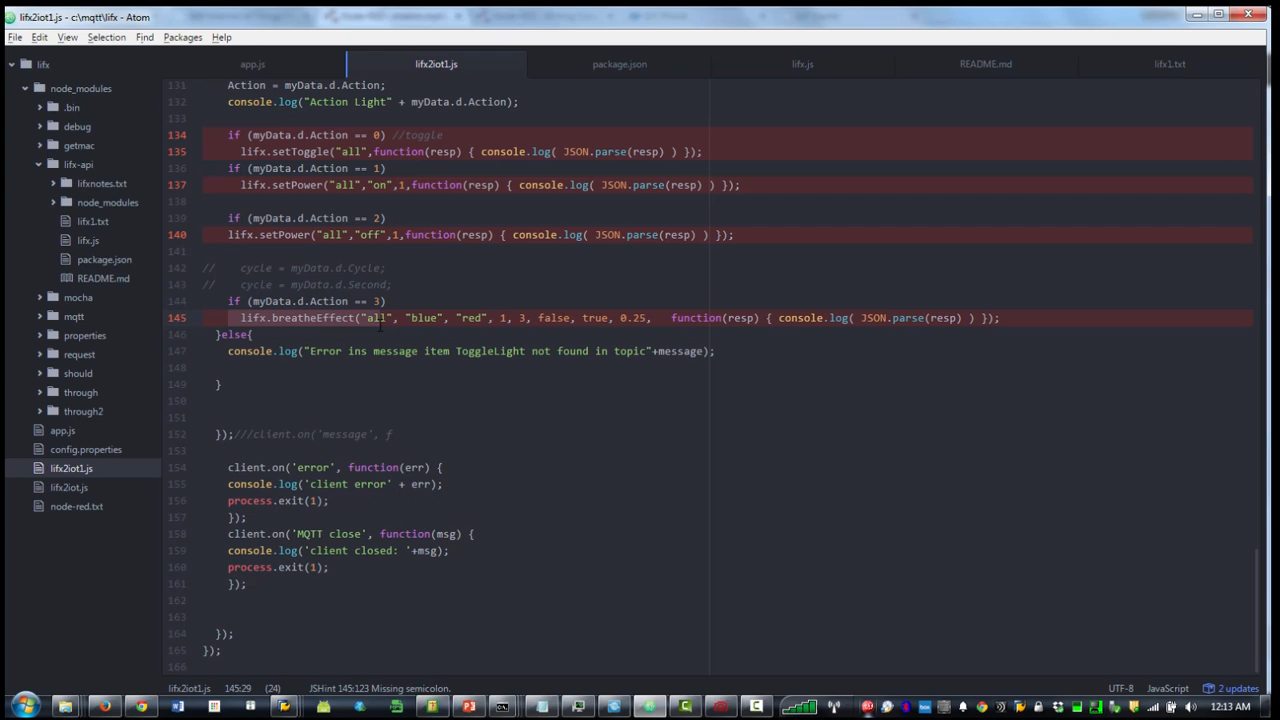 lifx2iot1.js - c:\mqtt\lifx - Atom
File Edit View Selection Find Packages Help
lifx
node_modules
.bin
debug
getmac
lifx-api
lifxnotes.txt
node_modules
lifx1.txt
lifx.js
package.json
README.md
mocha
mqtt
properties
request
should
through
through2
app.js
config.properties
lifx2iot1.js
lifx2iot.js
node-red.txt
app.js lifx2iot1.js package.json lifx.js README.md lifx1.txt
131 Action = myData.d.Action;
132 console.log("Action Light" + myData.d.Action);
133
134 if (myData.d.Action == 0) //toggle
135 lifx.setToggle("all",function(resp) { console.log( JSON.parse(resp) ) });
136 if (myData.d.Action == 1)
137 lifx.setPower("all","on",1,function(resp) { console.log( JSON.parse(resp) ) });
138
139 if (myData.d.Action == 2)
140 lifx.setPower("all","off",1,function(resp) { console.log( JSON.parse(resp) ) });
141
142 // cycle = myData.d.Cycle;
143 // cycle = myData.d.Second;
144 if (myData.d.Action == 3)
145 lifx.breatheEffect("all", "blue", "red", 1, 3, false, true, 0.25, function(resp) { console.log( JSON.parse(resp) ) });
146 }else{
147 console.log("Error ins message item ToggleLight not found in topic"+message);
148
149 }
150
151
152 });///client.on('message', f
153
154 client.on('error', function(err) {
155 console.log('client error' + err);
156 process.exit(1);
157 });
158 client.on('MQTT close', function(msg) {
159 console.log('client closed: '+msg);
160 process.exit(1);
161 });
162
163
164 });
165 });
166
lifx2iot1.js 145:29 (24) JSHint 145:123 Missing semicolon. UTF-8 JavaScript 2 updates
12:13 AM